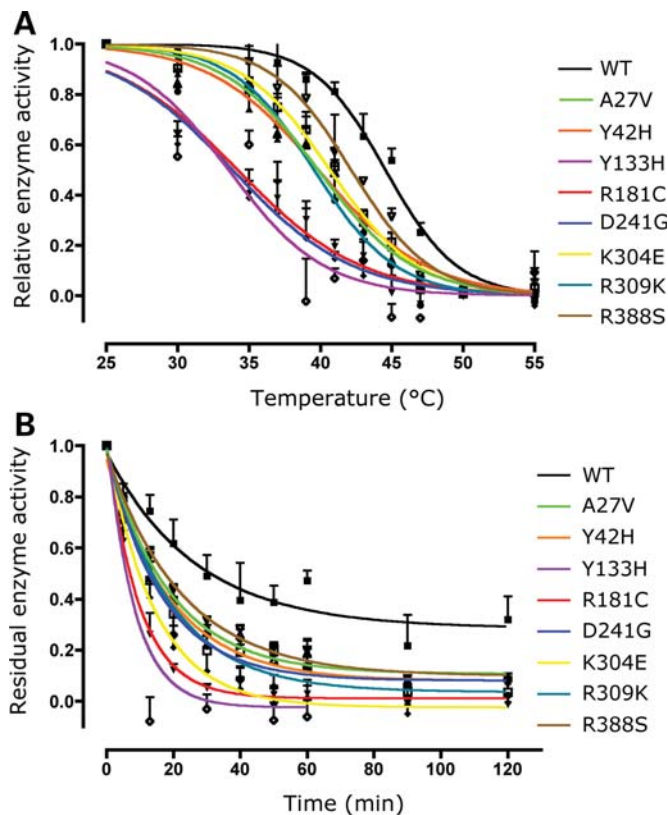 A
Relative enzyme activity
1.0
0.8
0.6
0.4
0.2
0.0
25
30
35
40
45
50
55
Temperature (°C)
WT
A27V
Y42H
Y133H
R181C
D241G
K304E
R309K
R388S
B
Residual enzyme activity
1.0
0.8
0.6
0.4
0.2
0.0
0
20
40
60
80
100
120
Time (min)
WT
A27V
Y42H
Y133H
R181C
D241G
K304E
R309K
R388S